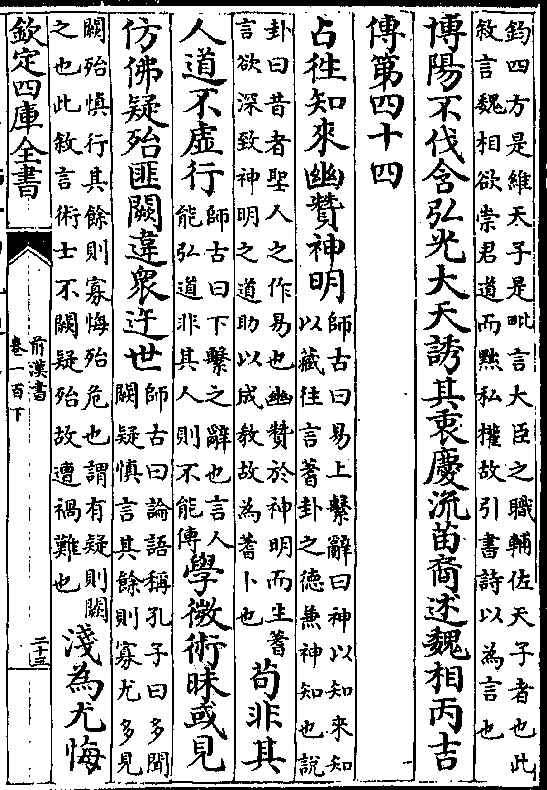 鈞四方是維天子是毗言大臣之職輔佐天子者也此
敘言魏相欲崇君道而黙私權故引書詩以為言也
博陽不伐含弘光大天誘其衷慶流苗裔述魏相丙吉
傳第四十四
占徃知來幽贊神明
師古曰易上繫辭曰神以知來知
以藏徃言蓍卦之德兼神知也說
卦曰昔者聖人之作易也幽贊於神明而生蓍
言欲深致神明之道助以成敎故為蓍卜也
苟非其
人道不虛行
師古曰下繫之辭也言人
能弘道非其人則不能傳
學微術昧或見
仿佛疑殆匪闕違衆迕世
師古曰論語稱孔子曰多聞
闕疑慎言其餘則寡尤多見
闕殆慎行其餘則寡悔殆危也謂有疑則闕
之也此敘言術士不闕疑殆故遭禍難也
淺為尤悔
欽定四庫全書
前漢書
卷一百下
二十三